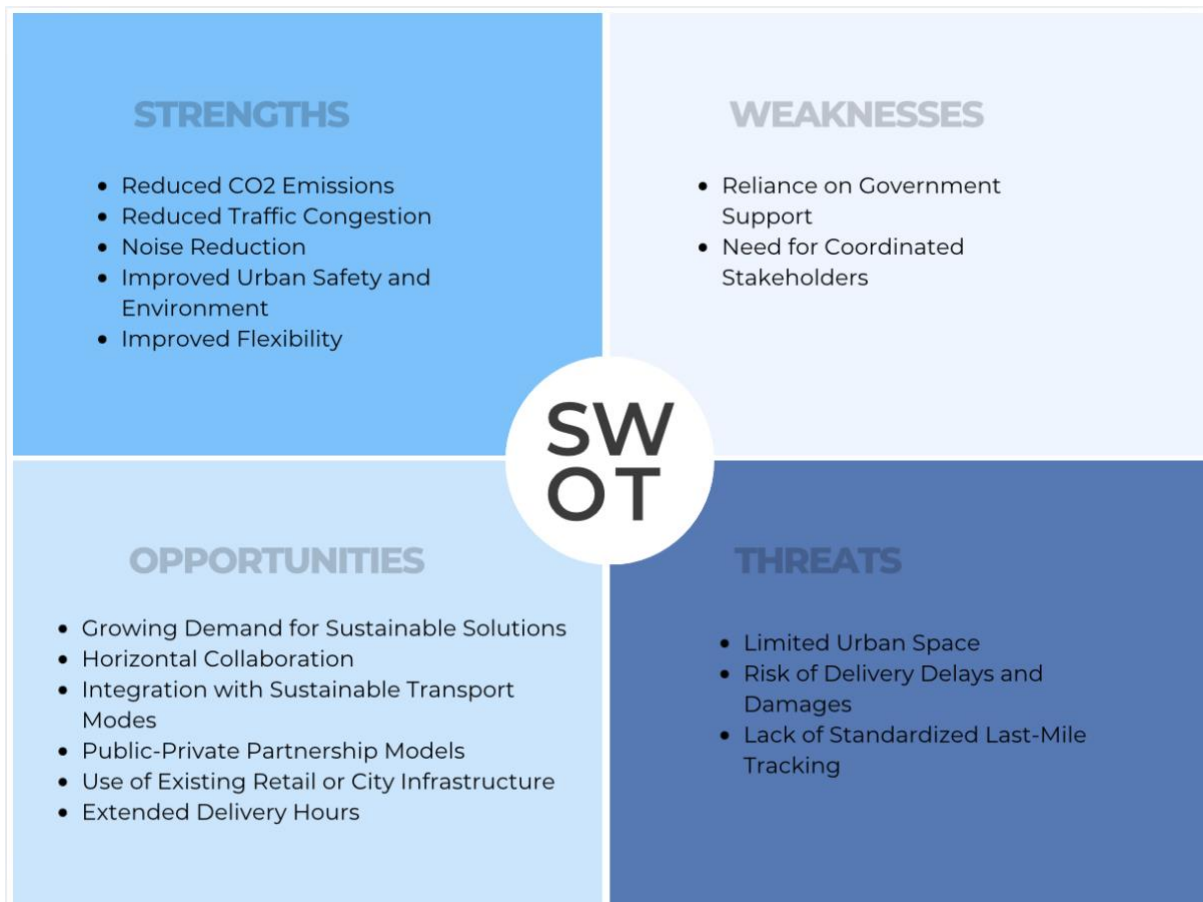 STRENGTHS
• Reduced CO2 Emissions
• Reduced Traffic Congestion
• Noise Reduction
• Improved Urban Safety and
Environment
• Improved Flexibility
WEAKNESSES
• Reliance on Government
Support
• Need for Coordinated
Stakeholders
SW
OT
OPPORTUNITIES
• Growing Demand for Sustainable Solutions
• Horizontal Collaboration
• Integration with Sustainable Transport
Modes
• Public-Private Partnership Models
• Use of Existing Retail or City Infrastructure
• Extended Delivery Hours
THREATS
• Limited Urban Space
• Risk of Delivery Delays and
Damages
• Lack of Standardized Last-Mile
Tracking